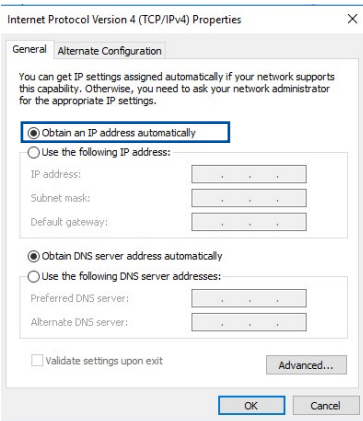 Internet Protocol Version 4 (TCP/IPv4) Properties
General
Alternate Configuration
You can get IP settings assigned automatically if your network supports
this capability. Otherwise, you need to ask your network administrator
for the appropriate IP settings.
Obtain an IP address automatically
Use the following IP address:
IP address:
Subnet mask:
Default gateway:
Obtain DNS server address automatically
Use the following DNS server addresses:
Preferred DNS server:
Alternate DNS server:
Validate settings upon exit
Advanced...
OK
Cancel